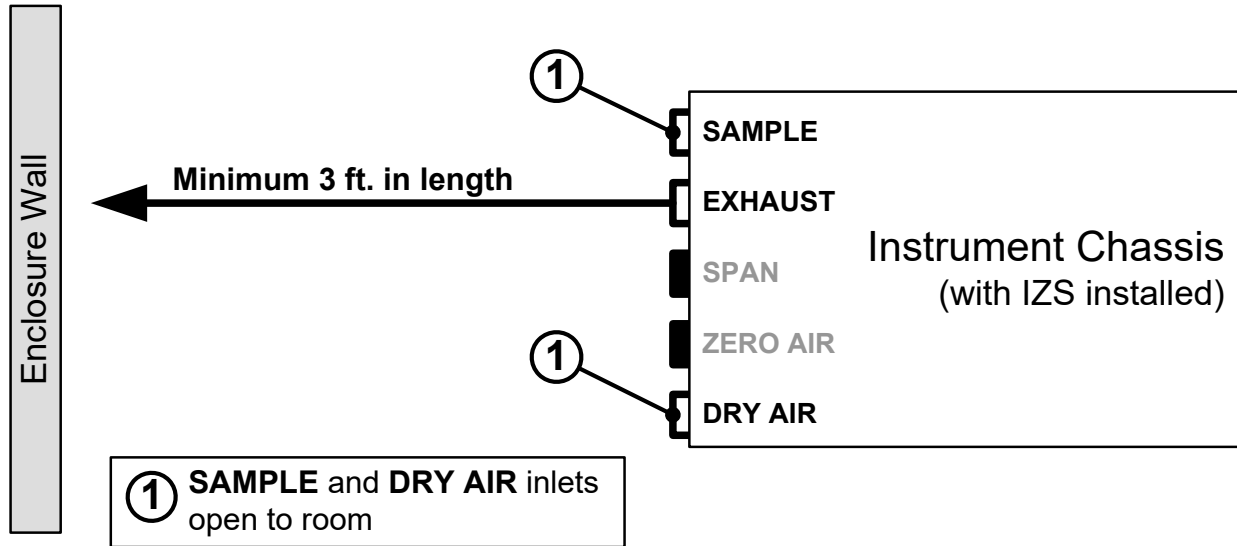 Enclosure Wall
Minimum 3 ft. in length
1
SAMPLE
EXHAUST
SPAN
ZERO AIR
DRY AIR
1
Instrument Chassis
(with IZS installed)
1 SAMPLE and DRY AIR inlets
open to room